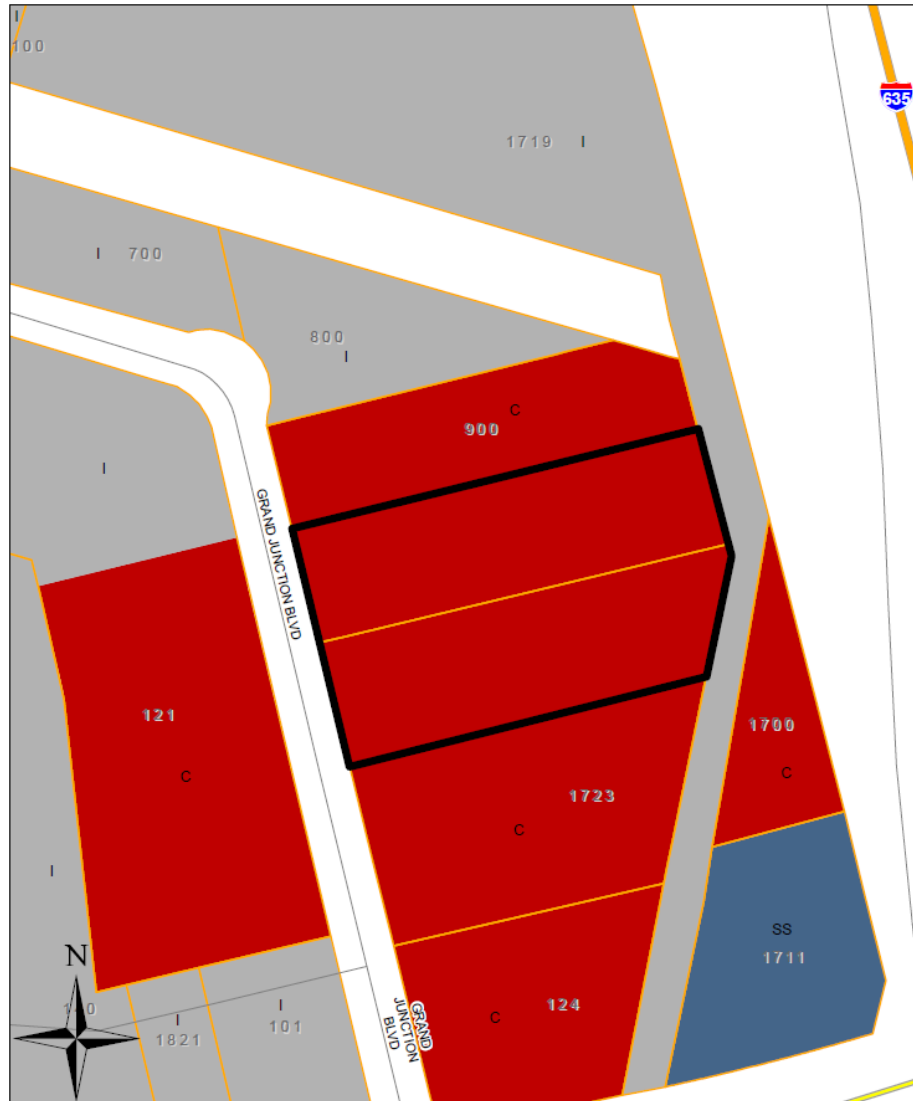 I
100
635
1719 I
I 700
800
I
C
900
I
GRAND JUNCTION BLVD
121
C
1700
C
1723
C
I
SS
1711
N
I
1821
I
101
C 124
GRAND
JUNCTION
BLVD